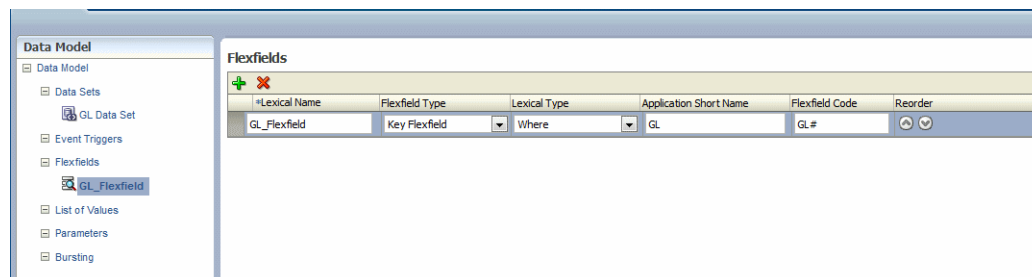 Data Model
Data Model
Data Sets
GL Data Set
Event Triggers
Flexfields
GL_Flexfield
List of Values
Parameters
Bursting
Flexfields
*Lexical Name Flexfield Type Lexical Type Application Short Name Flexfield Code Reorder
GL_Flexfield Key Flexfield Where GL GL#